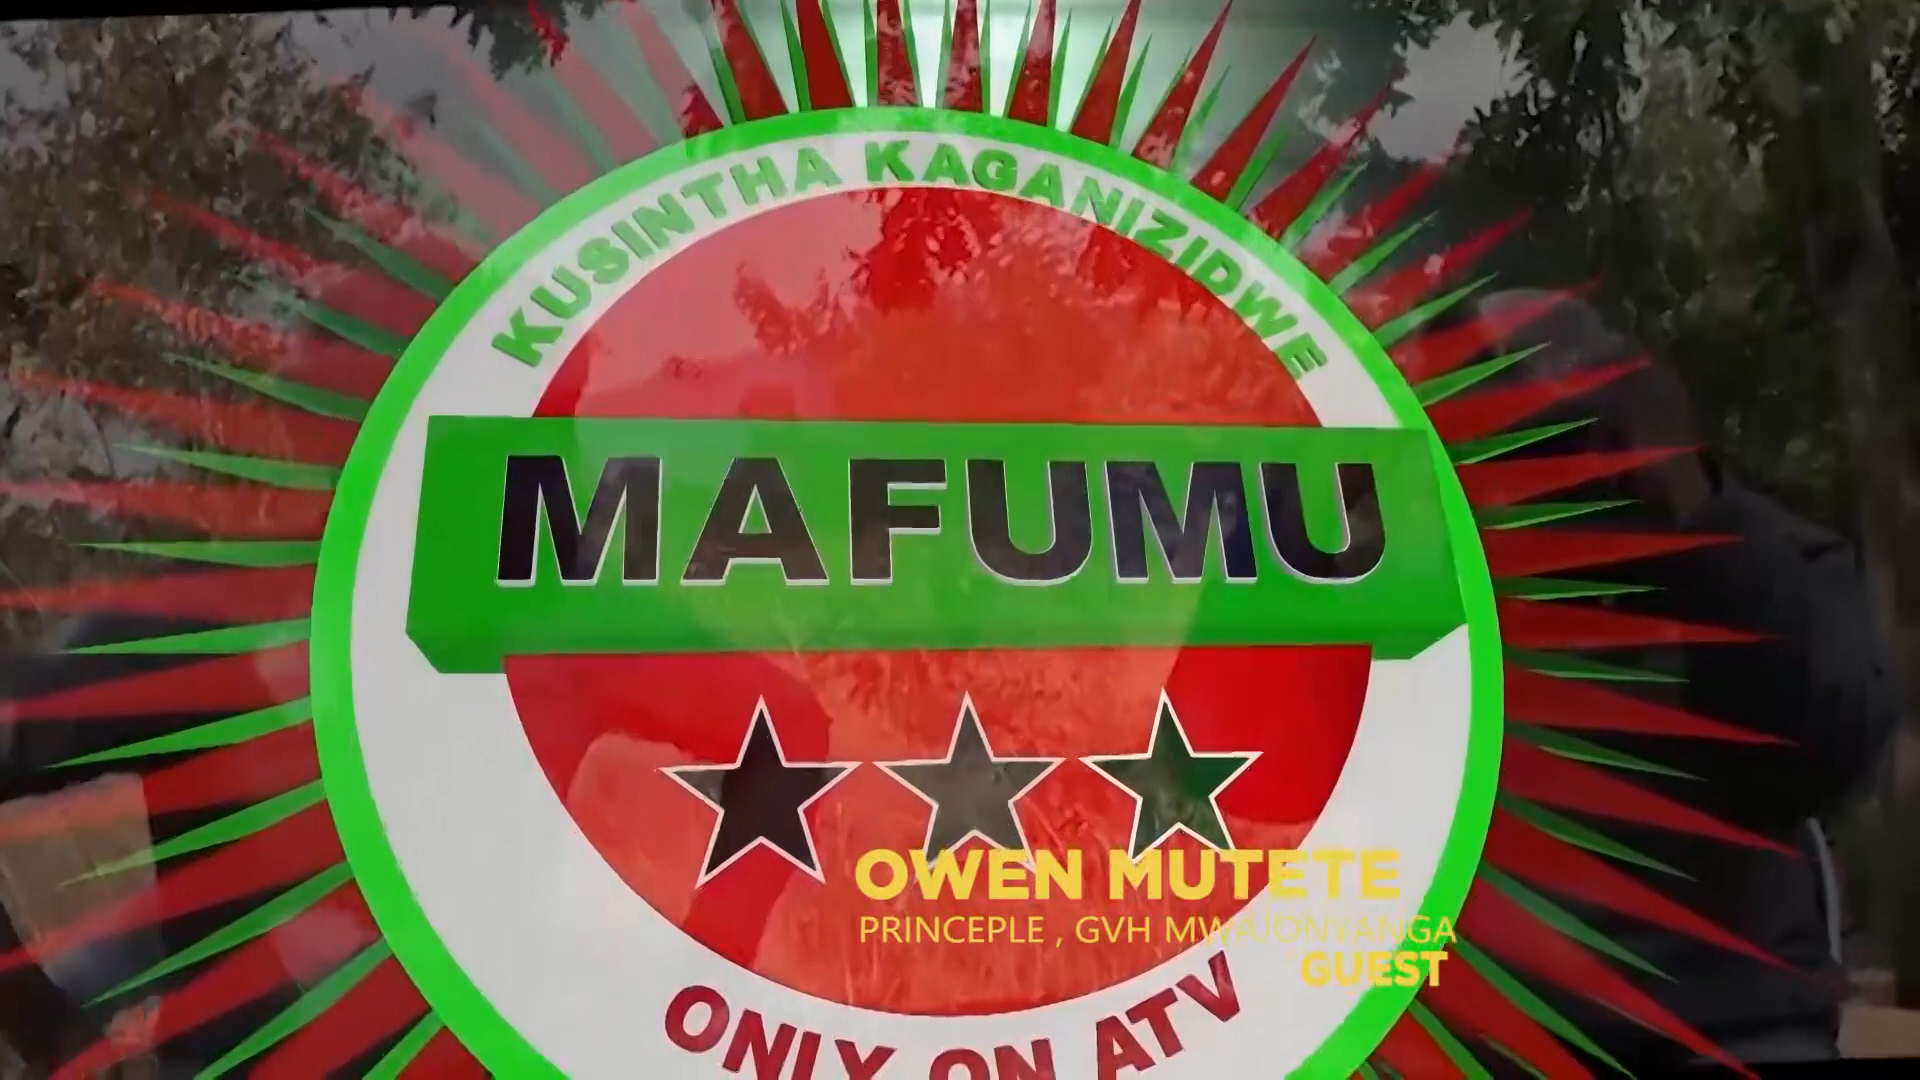 KUSINTHA KAGANIZIDWE
MAFUMU
OWEN MUTETE
PRINCEPLE , GVH MWAJONYANGA
GUEST
ONLY ON ATV